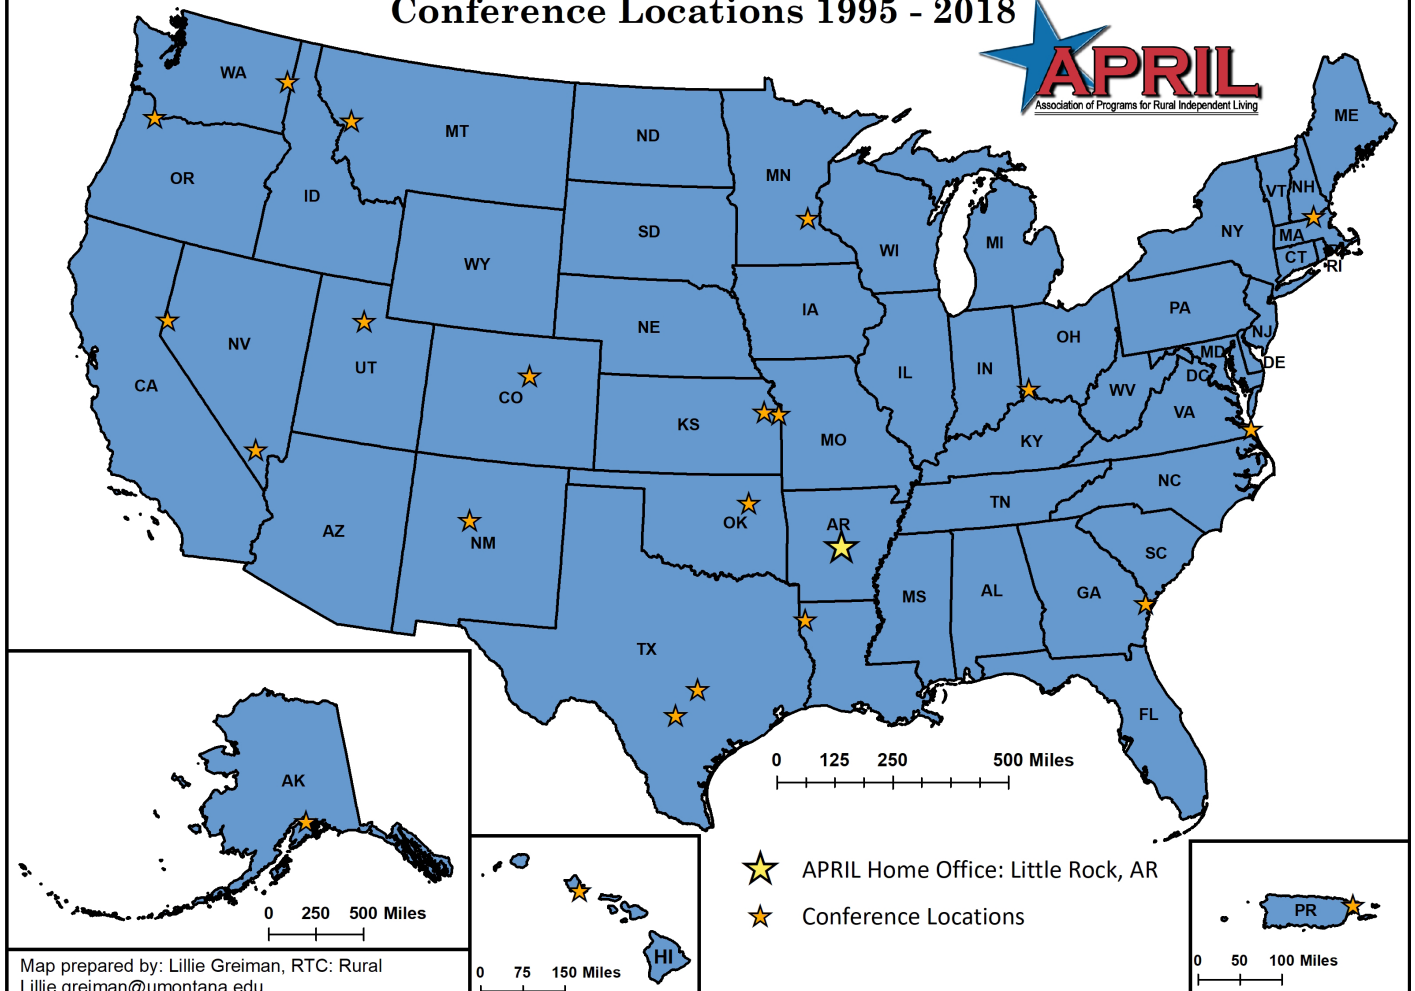 Conference Locations 1995 - 2018
APRIL
Association of Programs for Rural Independent Living
WA
MT
ND
MN
ME
OR
ID
SD
WI
MI
NY
VT
NH
MA
CT
RI
WY
IA
PA
NJ
NE
OH
MD
DE
NV
UT
CO
IL
IN
WV
DC
CA
KS
MO
KY
VA
NC
TN
AZ
NM
OK
AR
SC
MS
AL
GA
TX
FL
0 125 250 500 Miles
AK
0 250 500 Miles
APRIL Home Office: Little Rock, AR
Conference Locations
HI
0 75 150 Miles
PR
0 50 100 Miles
Map prepared by: Lillie Greiman, RTC: Rural
Lillie.greiman@umontana.edu